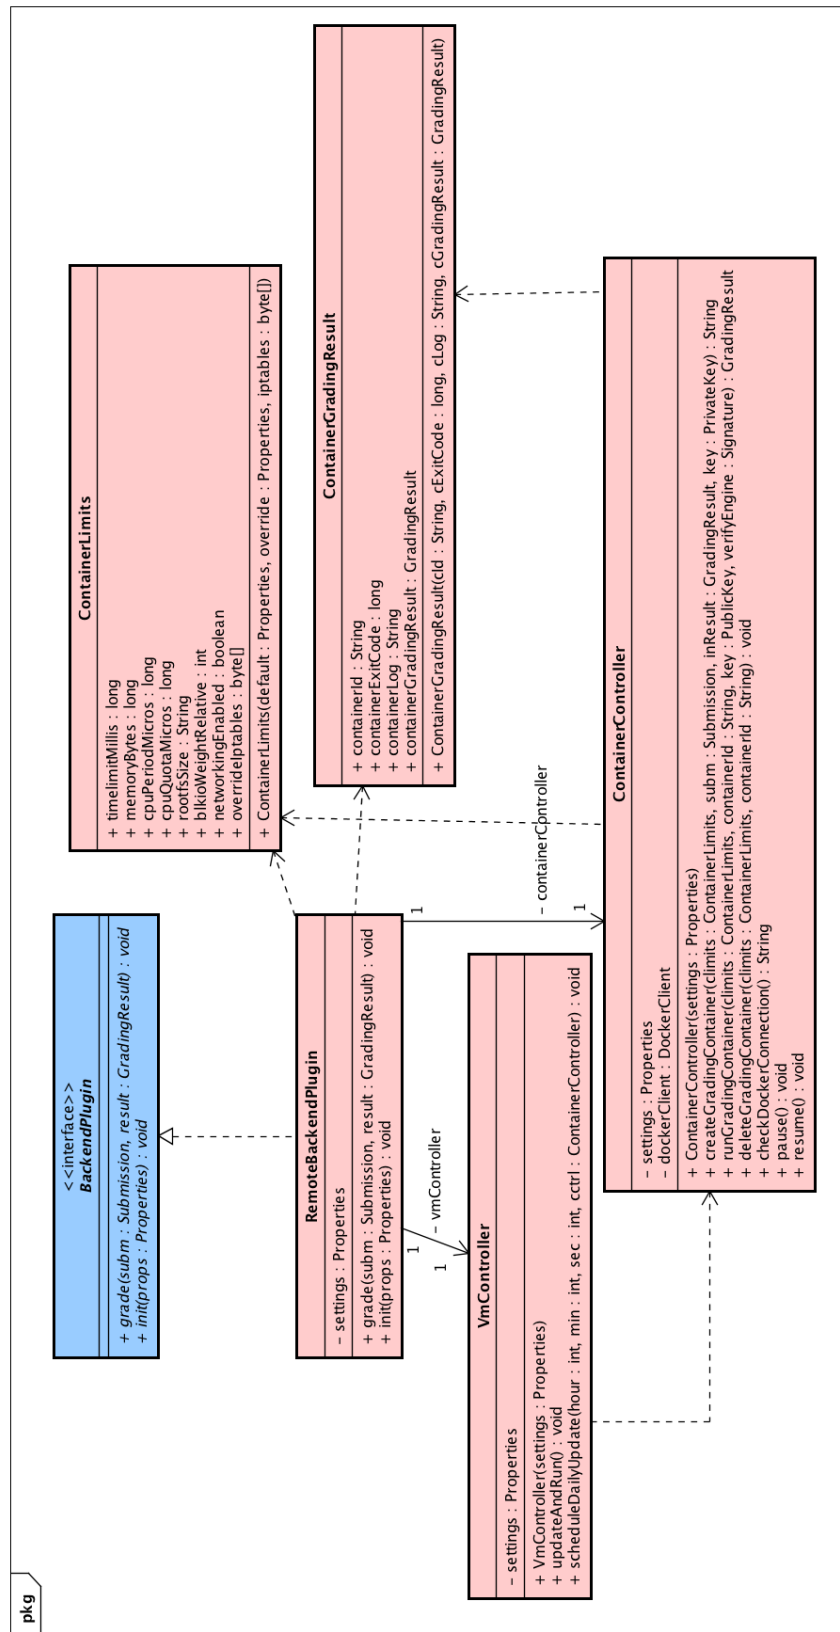 pkg
<<interface>>
BackendPlugin
+ grade(subm : Submission, result : GradingResult) : void
+ init(props : Properties) : void
ContainerLimits
+ timelimitMillis : long
+ memoryBytes : long
+ cpuPeriodMicros : long
+ cpuQuotaMicros : long
+ rootfsSize : String
+ blkioWeightRelative : int
+ networkingEnabled : boolean
+ overrideIptables : byte[]
+ ContainerLimits(default : Properties, override : Properties, iptables : byte[])
RemoteBackendPlugin
- settings : Properties
+ grade(subm : Submission, result : GradingResult) : void
+ init(props : Properties) : void
ContainerGradingResult
+ containerId : String
+ containerExitCode : long
+ containerLog : String
+ containerGradingResult : GradingResult
+ ContainerGradingResult(cId : String, cExitCode : long, cLog : String, cGradingResult : GradingResult)
1
- vmController
1
1
- containerController
1
VmController
- settings : Properties
+ VmController(settings : Properties)
+ updateAndRun() : void
+ scheduleDailyUpdate(hour : int, min : int, sec : int, cctrl : ContainerController) : void
ContainerController
- settings : Properties
- dockerClient : DockerClient
+ ContainerController(settings : Properties)
+ createGradingContainer(climits : ContainerLimits, subm : Submission, inResult : GradingResult, key : PrivateKey) : String
+ runGradingContainer(climits : ContainerLimits, containerId : String, key : PublicKey, verifyEngine : Signature) : GradingResult
+ deleteGradingContainer(climits : ContainerLimits, containerId : String) : void
+ checkDockerConnection() : String
+ pause() : void
+ resume() : void